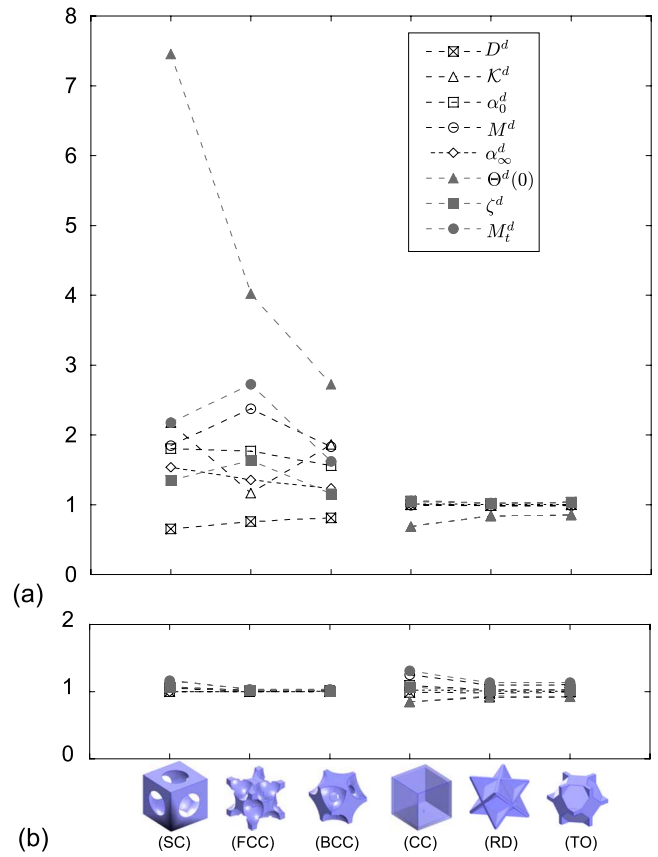 8
7
6
5
4
3
2
1
0
D^d
𝒦^d
α_0^d
M^d
α_∞^d
Θ^d(0)
ζ^d
M_t^d
(a)
2
1
0
(b)
(SC) (FCC) (BCC) (CC) (RD) (TO)